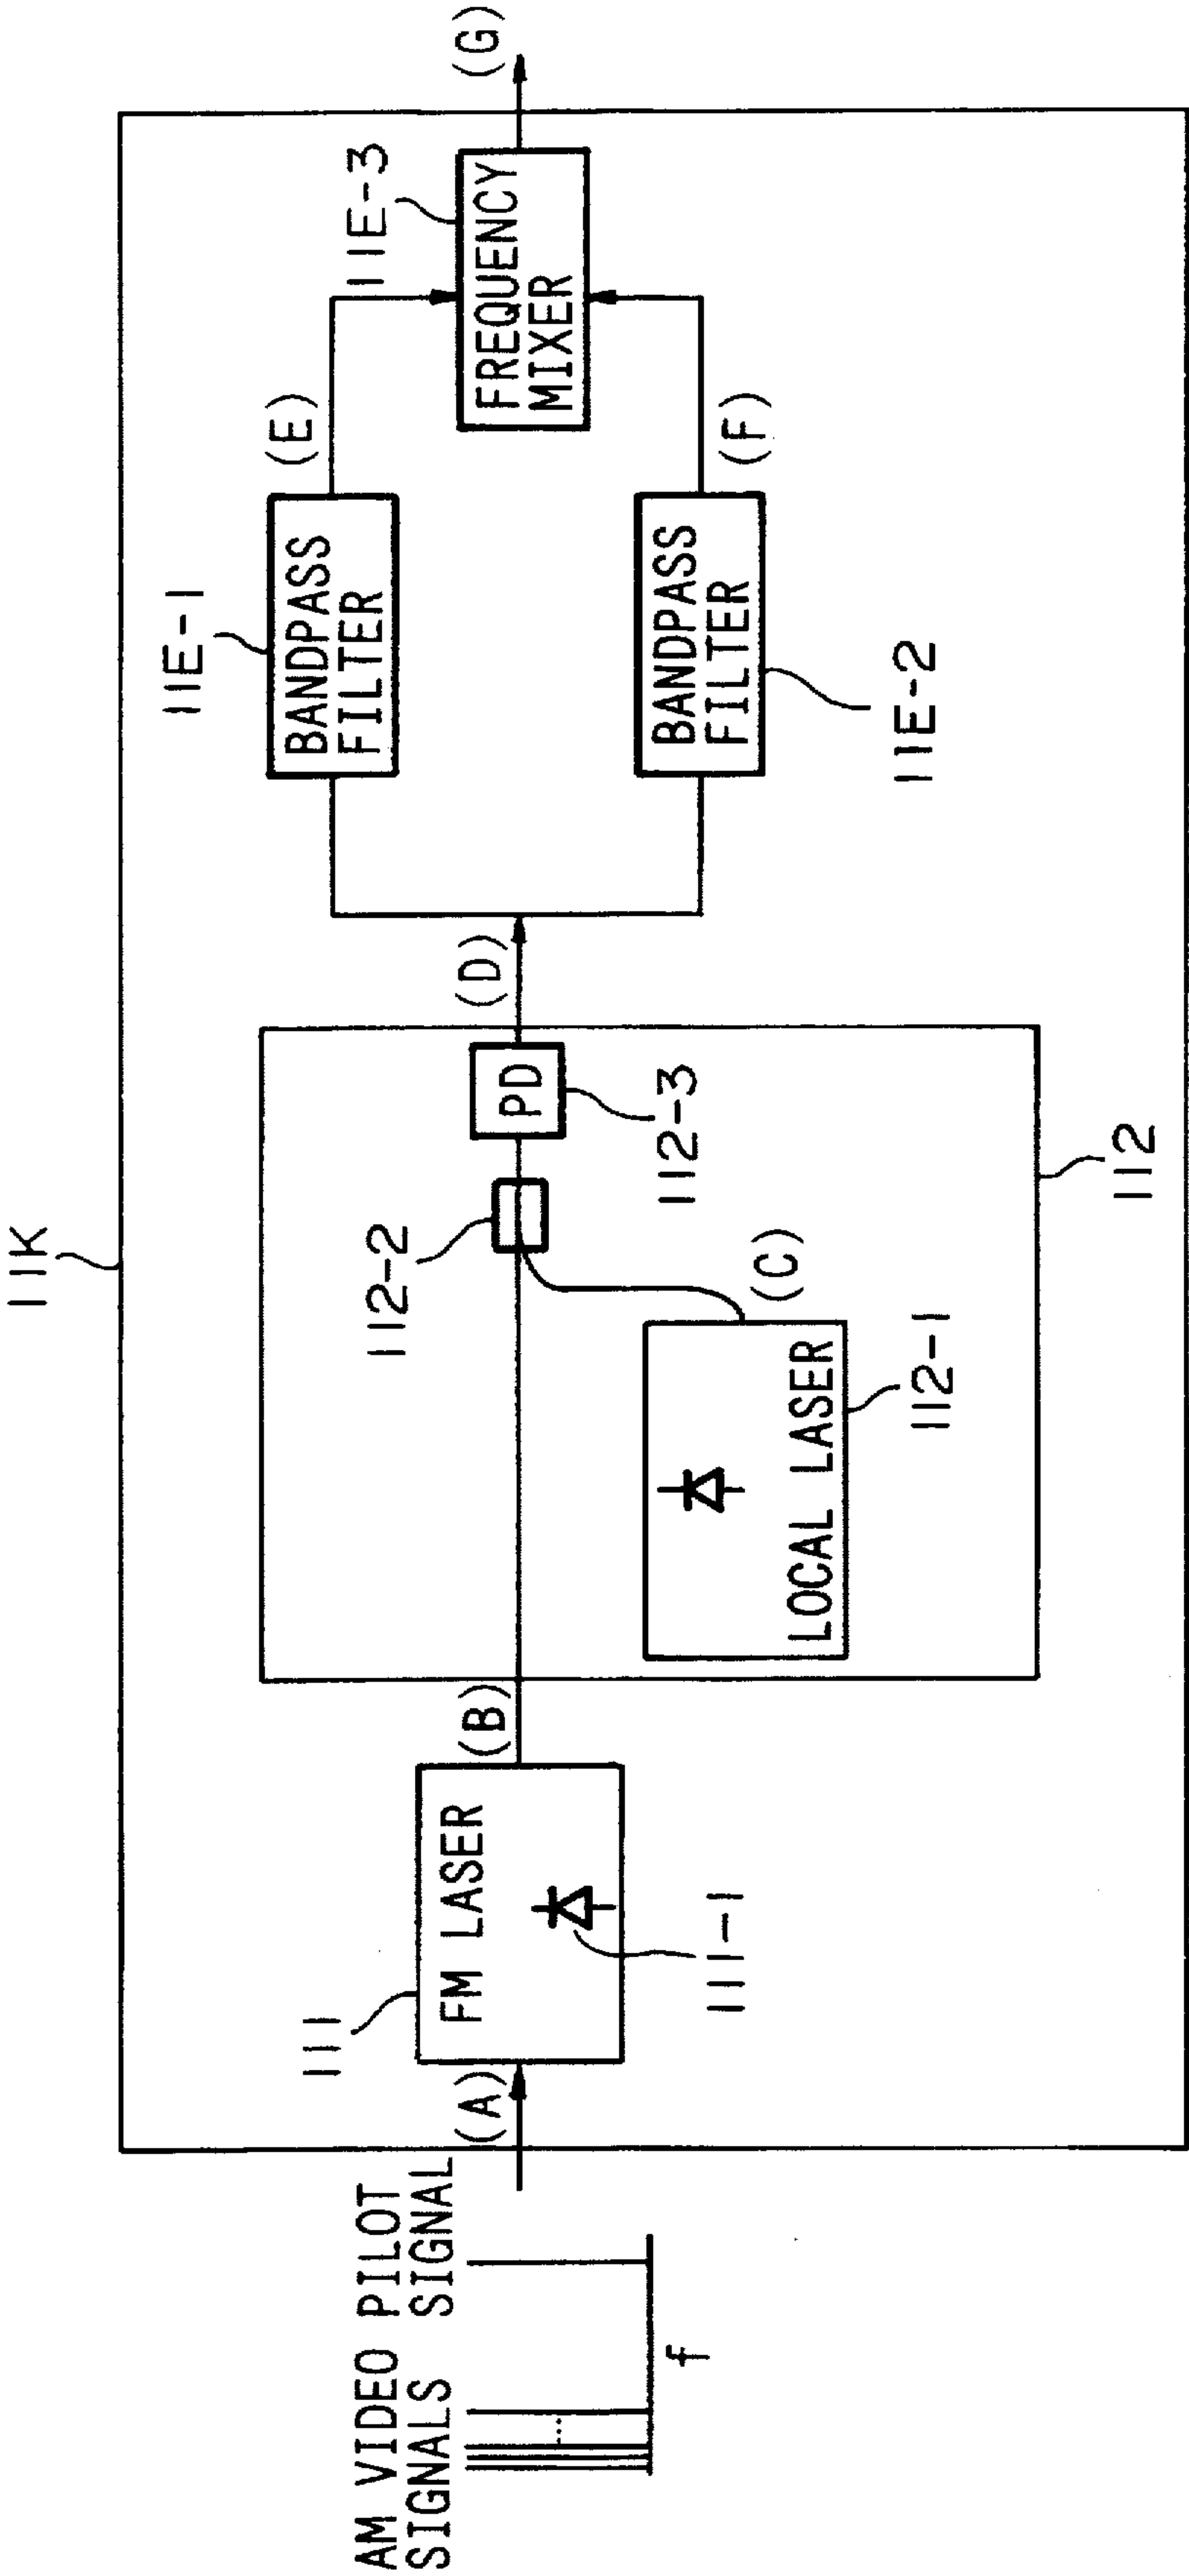 11K
AM VIDEO
SIGNALS
PILOT
SIGNAL
f
(A)
111
FM LASER
111-1
(B)
112-2
PD
112-3
(C)
LOCAL LASER
112-1
112
(D)
11E-1
BANDPASS
FILTER
(E)
BANDPASS
FILTER
11E-2
(F)
11E-3
FREQUENCY
MIXER
(G)